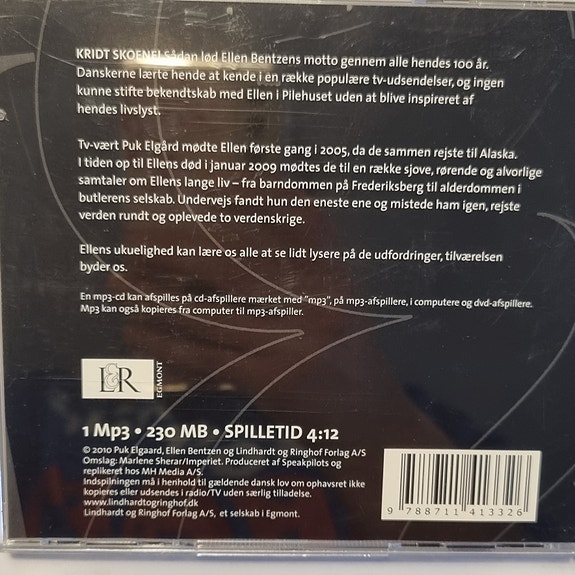 KRIDT SKOENE! Sådan lød Ellen Bentzens motto gennem alle hendes 100 år.
Danskerne lærte hende at kende i en række populære tv-udsendelser, og ingen
kunne stifte bekendtskab med Ellen i Pilehuset uden at blive inspireret af
hendes livslyst.
Tv-vært Puk Elgård mødte Ellen første gang i 2005, da de sammen rejste til Alaska.
I tiden op til Ellens død i januar 2009 mødtes de til en række sjove, rørende og alvorlige
samtaler om Ellens lange liv – fra barndommen på Frederiksberg til alderdommen i
butlerens selskab. Undervejs fandt hun den eneste ene og mistede ham igen, rejste
verden rundt og oplevede to verdenskrige.
Ellens ukuelighed kan lære os alle at se lidt lysere på de udfordringer, tilværelsen
byder os.
En mp3-cd kan afspilles på cd-afspillere mærket med "mp3", på mp3-afspillere, i computere og dvd-afspillere.
Mp3 kan også kopieres fra computer til mp3-afspiller.
L&R
EGMONT
1 Mp3 • 230 MB • SPILLETID 4:12
© 2010 Puk Elgaard, Ellen Bentzen og Lindhardt og Ringhof Forlag A/S
Omslag: Marlene Sherar/Imperiet. Produceret af Speakpilots og
replikeret hos MH Media A/S.
Indspilningen må i henhold til gældende dansk lov om ophavsret ikke
kopieres eller udsendes i radio/TV uden særlig tilladelse.
www.lindhardtogringhof.dk
Lindhardt og Ringhof Forlag A/S, et selskab i Egmont.
9 788711 413326